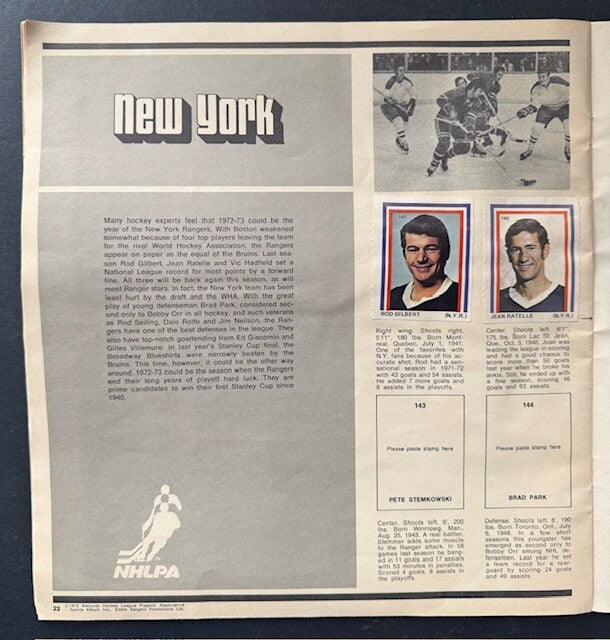 New York
Many hockey experts feel that 1972-73 could be the
year of the New York Rangers. With Boston weakened
somewhat because of four top players leaving the team
for the rival World Hockey Association, the Rangers
appear on paper as the equal of the Bruins. Last sea-
son Rod Gilbert, Jean Ratelle and Vic Hadfield set a
National League record for most points by a forward
line. All three will be back again this season, as will
most Ranger stars. In fact, the New York team has been
least hurt by the draft and the WHA. With the great
play of young defenseman Brad Park, considered sec-
ond only to Bobby Orr in all hockey, and such veterans
as Rod Seiling, Dale Rolfe and Jim Neilson, the Ran-
gers have one of the best defenses in the league. They
also have top-notch goaltending from Ed Giacomin and
Gilles Villemure. In last year's Stanley Cup final, the
Broadway Blueshirts were narrowly beaten by the
Bruins. This time, however, it could be the other way
around. 1972-73 could be the season when the Rangers
end their long years of playoff hard luck. They are
prime candidates to win their first Stanley Cup since
1940.
NHLPA
22
©1972 National Hockey League Players' Association
Sports Album Inc., Eddie Sargent Promotions Ltd.
141
ROD GILBERT (N.Y.R.)
Right wing. Shoots right.
5'11", 180 lbs. Born Mont-
real, Quebec, July 1, 1941.
One of the favorites with
N.Y. fans because of his ac-
curate shot. Rod had a sen-
sational season in 1971-72
with 43 goals and 54 assists.
He added 7 more goals and
8 assists in the playoffs.
142
JEAN RATELLE (N.Y.R.)
Center. Shoots left. 6'1",
175 lbs. Born Lac St. Jean,
Que., Oct. 3, 1940. Jean was
leading the league in scoring
and had a good chance to
score more than 50 goals
last year when he broke his
ankle. Still, he ended up with
a fine season, scoring 46
goals and 63 assists.
143
Please paste stamp here
PETE STEMKOWSKI
Center. Shoots left. 6', 200
lbs. Born Winnipeg, Man.,
Aug. 25, 1943. A real battler,
Stemmer adds some muscle
to the Ranger attack. In 58
games last season he bang-
ed in 11 goals and 17 assists
with 53 minutes in penalties.
Scored 4 goals, 8 assists in
the playoffs.
144
Please paste stamp here
BRAD PARK
Defense. Shoots left. 6', 190
lbs. Born Toronto, Ont., July
6, 1948. In a few short
seasons this youngster has
emerged as second only to
Bobby Orr among NHL de-
fensemen. Last year he set
a team record for a rear-
guard by scoring 24 goals
and 49 assists.